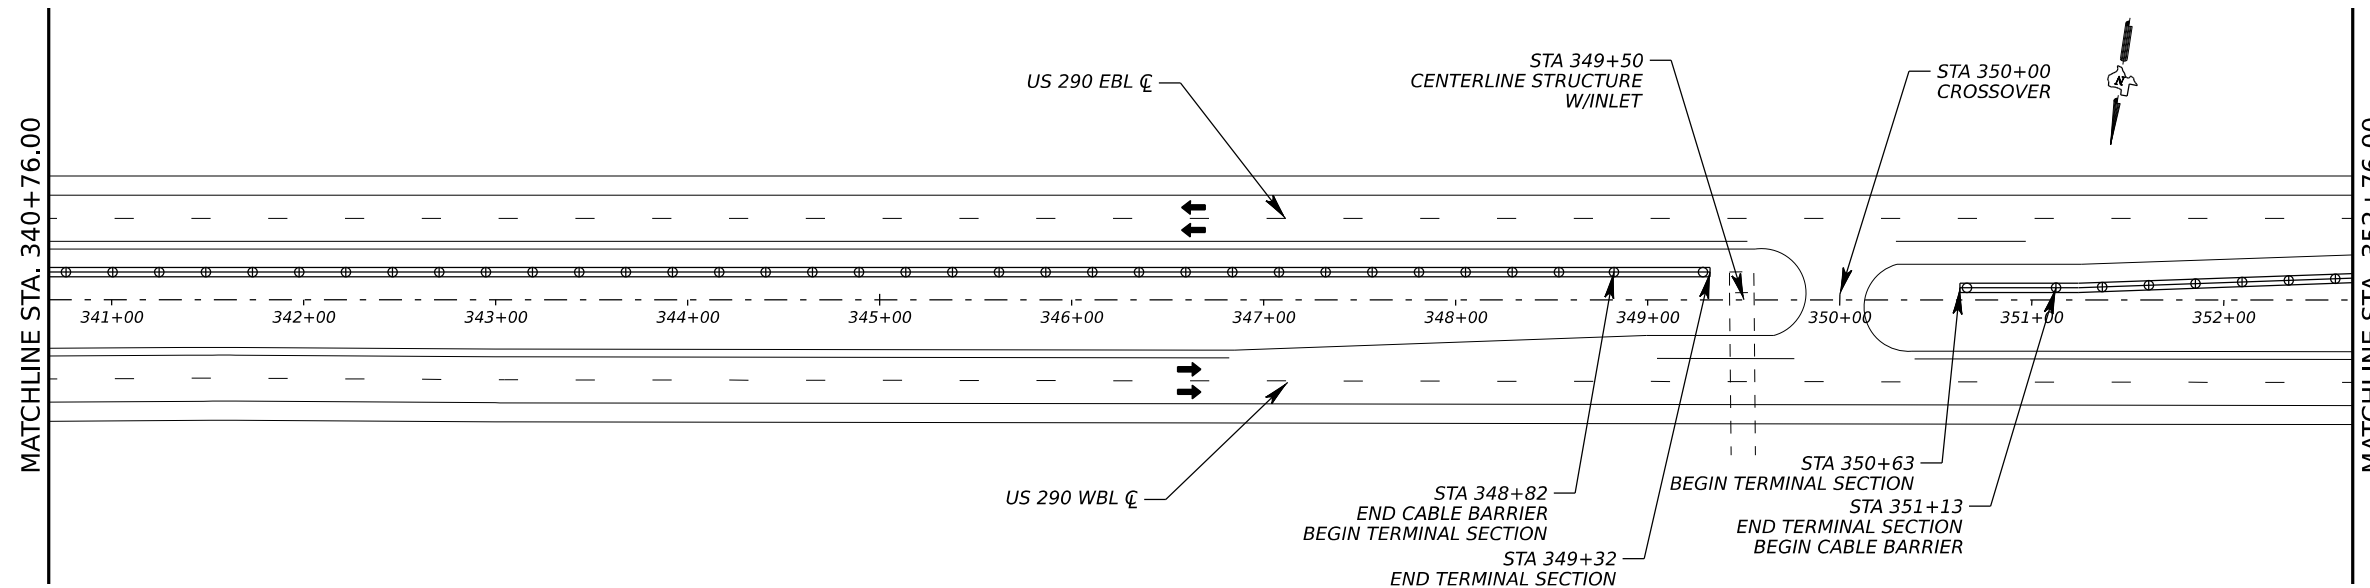 MATCHLINE STA. 340+76.00
US 290 EBL ℄
STA 349+50
CENTERLINE STRUCTURE
W/INLET
STA 350+00
CROSSOVER
N
341+00
342+00
343+00
344+00
345+00
346+00
347+00
348+00
349+00
350+00
351+00
352+00
US 290 WBL ℄
STA 348+82
END CABLE BARRIER
BEGIN TERMINAL SECTION
STA 349+32
END TERMINAL SECTION
STA 350+63
BEGIN TERMINAL SECTION
STA 351+13
END TERMINAL SECTION
BEGIN CABLE BARRIER